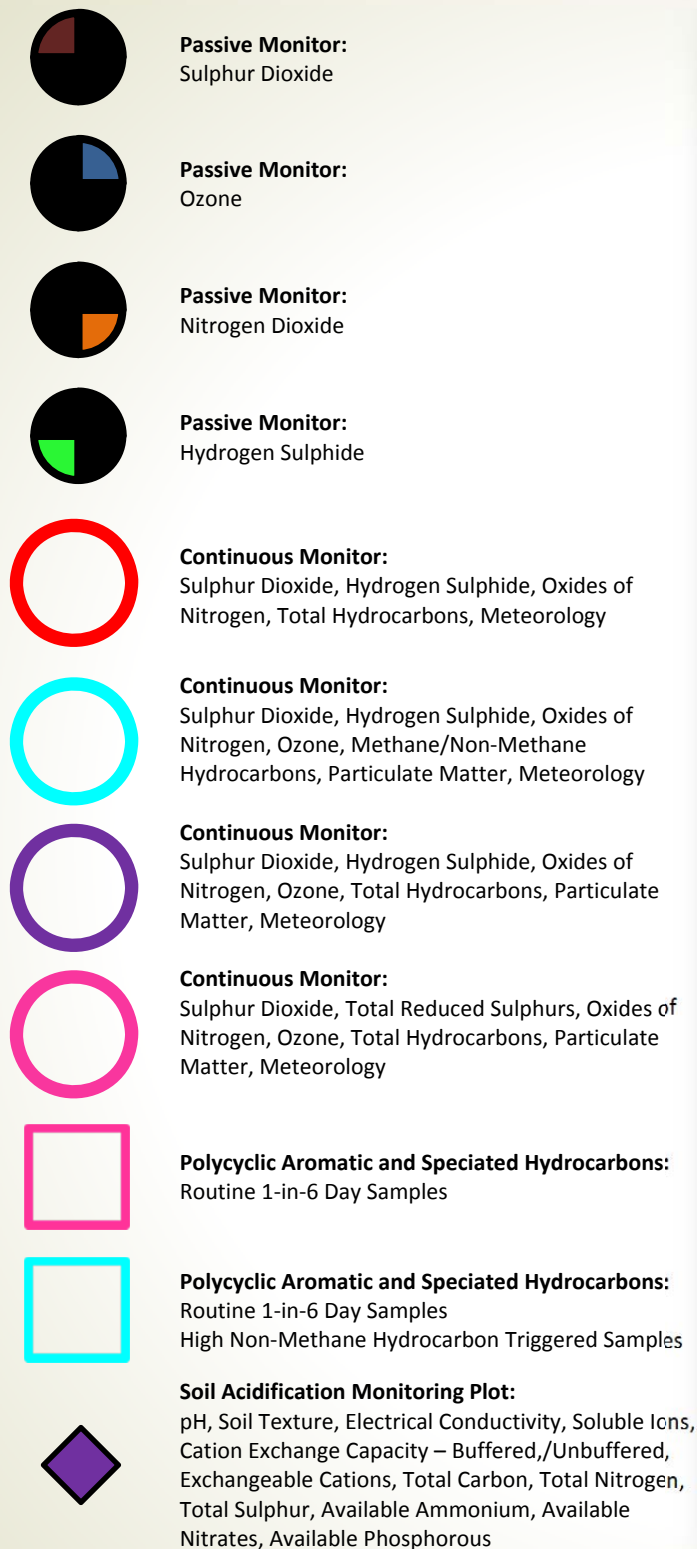 Passive Monitor:
Sulphur Dioxide
Passive Monitor:
Ozone
Passive Monitor:
Nitrogen Dioxide
Passive Monitor:
Hydrogen Sulphide
Continuous Monitor:
Sulphur Dioxide, Hydrogen Sulphide, Oxides of
Nitrogen, Total Hydrocarbons, Meteorology
Continuous Monitor:
Sulphur Dioxide, Hydrogen Sulphide, Oxides of
Nitrogen, Ozone, Methane/Non-Methane
Hydrocarbons, Particulate Matter, Meteorology
Continuous Monitor:
Sulphur Dioxide, Hydrogen Sulphide, Oxides of
Nitrogen, Ozone, Total Hydrocarbons, Particulate
Matter, Meteorology
Continuous Monitor:
Sulphur Dioxide, Total Reduced Sulphurs, Oxides of
Nitrogen, Ozone, Total Hydrocarbons, Particulate
Matter, Meteorology
Polycyclic Aromatic and Speciated Hydrocarbons:
Routine 1-in-6 Day Samples
Polycyclic Aromatic and Speciated Hydrocarbons:
Routine 1-in-6 Day Samples
High Non-Methane Hydrocarbon Triggered Samples
Soil Acidification Monitoring Plot:
pH, Soil Texture, Electrical Conductivity, Soluble Ions,
Cation Exchange Capacity – Buffered,/Unbuffered,
Exchangeable Cations, Total Carbon, Total Nitrogen,
Total Sulphur, Available Ammonium, Available
Nitrates, Available Phosphorous